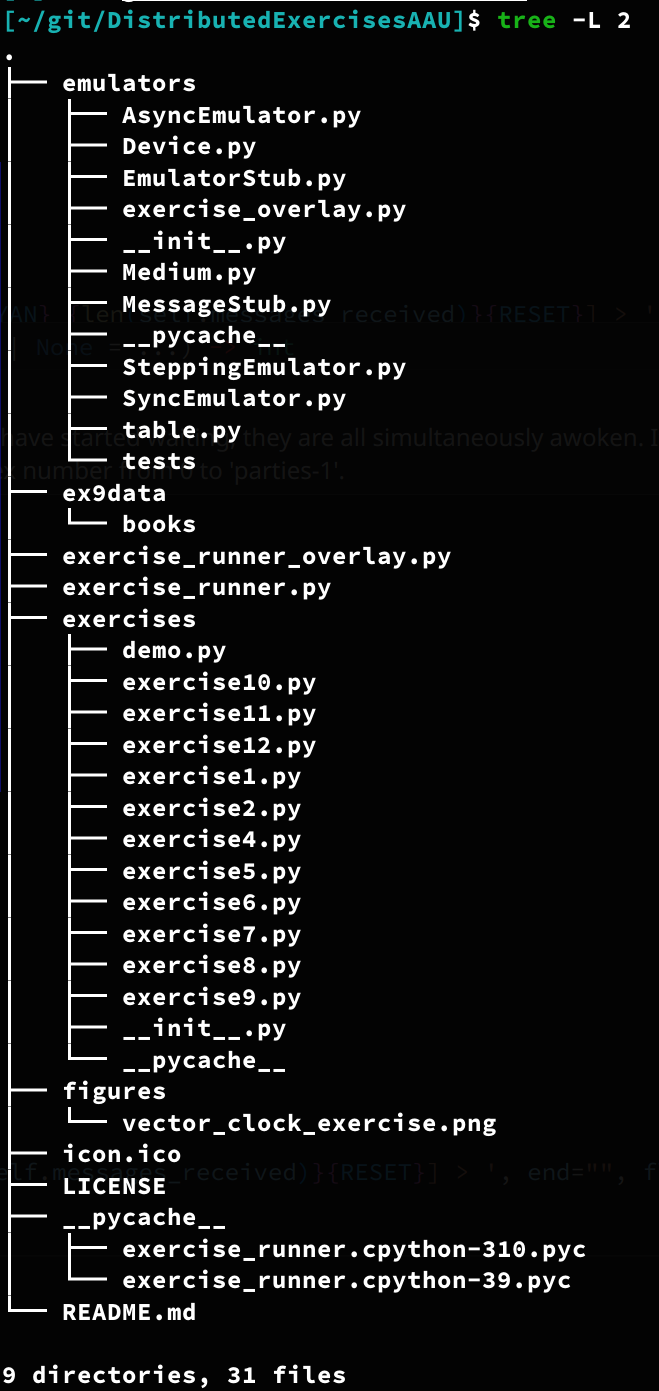 [~/git/DistributedExercisesAAU]$ tree -L 2
.
├── emulators
│   ├── AsyncEmulator.py
│   ├── Device.py
│   ├── EmulatorStub.py
│   ├── exercise_overlay.py
│   ├── __init__.py
│   ├── Medium.py
│   ├── MessageStub.py
│   ├── __pycache__
│   ├── SteppingEmulator.py
│   ├── SyncEmulator.py
│   ├── table.py
│   └── tests
├── ex9data
│   └── books
├── exercise_runner_overlay.py
├── exercise_runner.py
├── exercises
│   ├── demo.py
│   ├── exercise10.py
│   ├── exercise11.py
│   ├── exercise12.py
│   ├── exercise1.py
│   ├── exercise2.py
│   ├── exercise4.py
│   ├── exercise5.py
│   ├── exercise6.py
│   ├── exercise7.py
│   ├── exercise8.py
│   ├── exercise9.py
│   ├── __init__.py
│   └── __pycache__
├── figures
│   └── vector_clock_exercise.png
├── icon.ico
├── LICENSE
├── __pycache__
│   ├── exercise_runner.cpython-310.pyc
│   └── exercise_runner.cpython-39.pyc
└── README.md
9 directories, 31 files